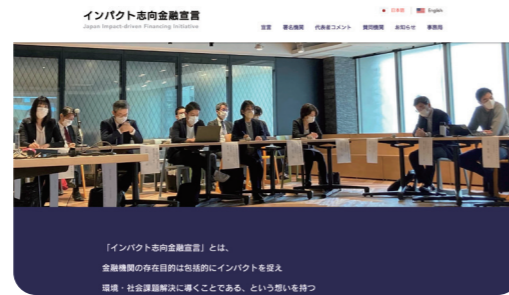 インパクト志向金融宣言
Japan Impact-driven Financing Initiative
日本語 English
宣言 署名機関 代表者コメント 賛同機関 お知らせ 事務局
「インパクト志向金融宣言」とは、
金融機関の存在目的は包括的にインパクトを捉え
環境・社会課題解決に導くことである、という想いを持つ